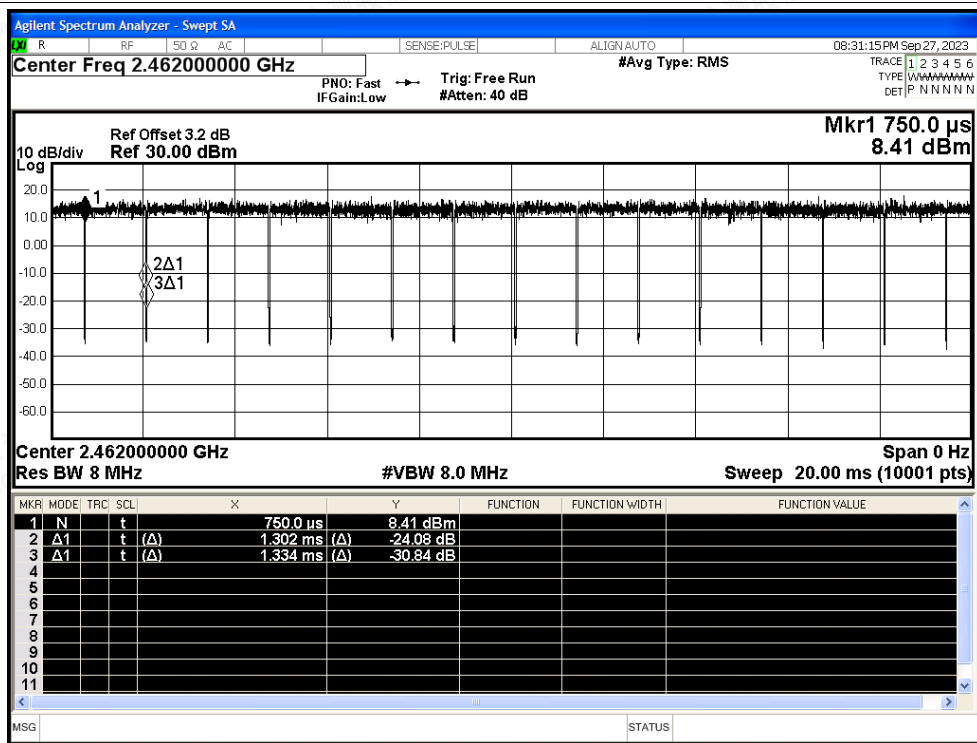 Agilent Spectrum Analyzer - Swept SA
LXI R RF 50 Ω AC SENSE:PULSE ALIGN AUTO 08:31:15 PM Sep 27, 2023
Center Freq 2.462000000 GHz #Avg Type: RMS TRACE 1 2 3 4 5 6
PNO: Fast Trig: Free Run TYPE
IFGain:Low #Atten: 40 dB DET P N N N N N
Mkr1 750.0 µs
8.41 dBm
Ref Offset 3.2 dB
10 dB/div Ref 30.00 dBm
Log
20.0
1
10.0
0.00
2Δ1
-10.0
3Δ1
-20.0
-30.0
-40.0
-50.0
-60.0
Center 2.462000000 GHz Span 0 Hz
Res BW 8 MHz #VBW 8.0 MHz Sweep 20.00 ms (10001 pts)
MKR MODE TRC SCL X Y FUNCTION FUNCTION WIDTH FUNCTION VALUE
1 N t 750.0 µs 8.41 dBm
2 Δ1 t (Δ) 1.302 ms (Δ) -24.08 dB
3 Δ1 t (Δ) 1.334 ms (Δ) -30.84 dB
4
5
6
7
8
9
10
11
MSG STATUS